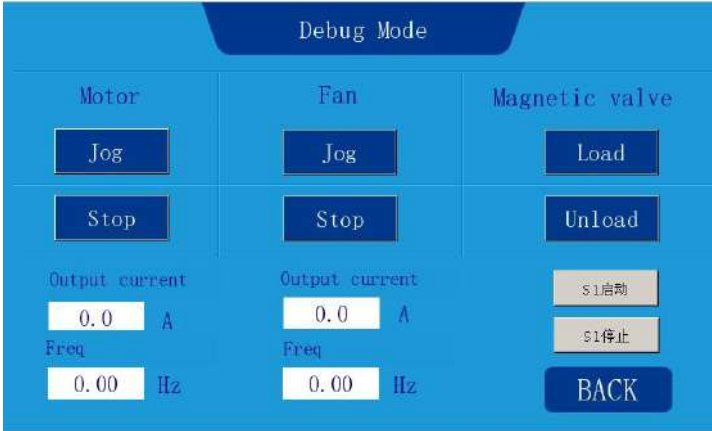 Debug Mode
Motor Fan Magnetic valve
Jog Jog Load
Stop Stop Unload
Output current Output current S1启动
0.0 A 0.0 A
S1停止
Freq Freq
0.00 Hz 0.00 Hz BACK